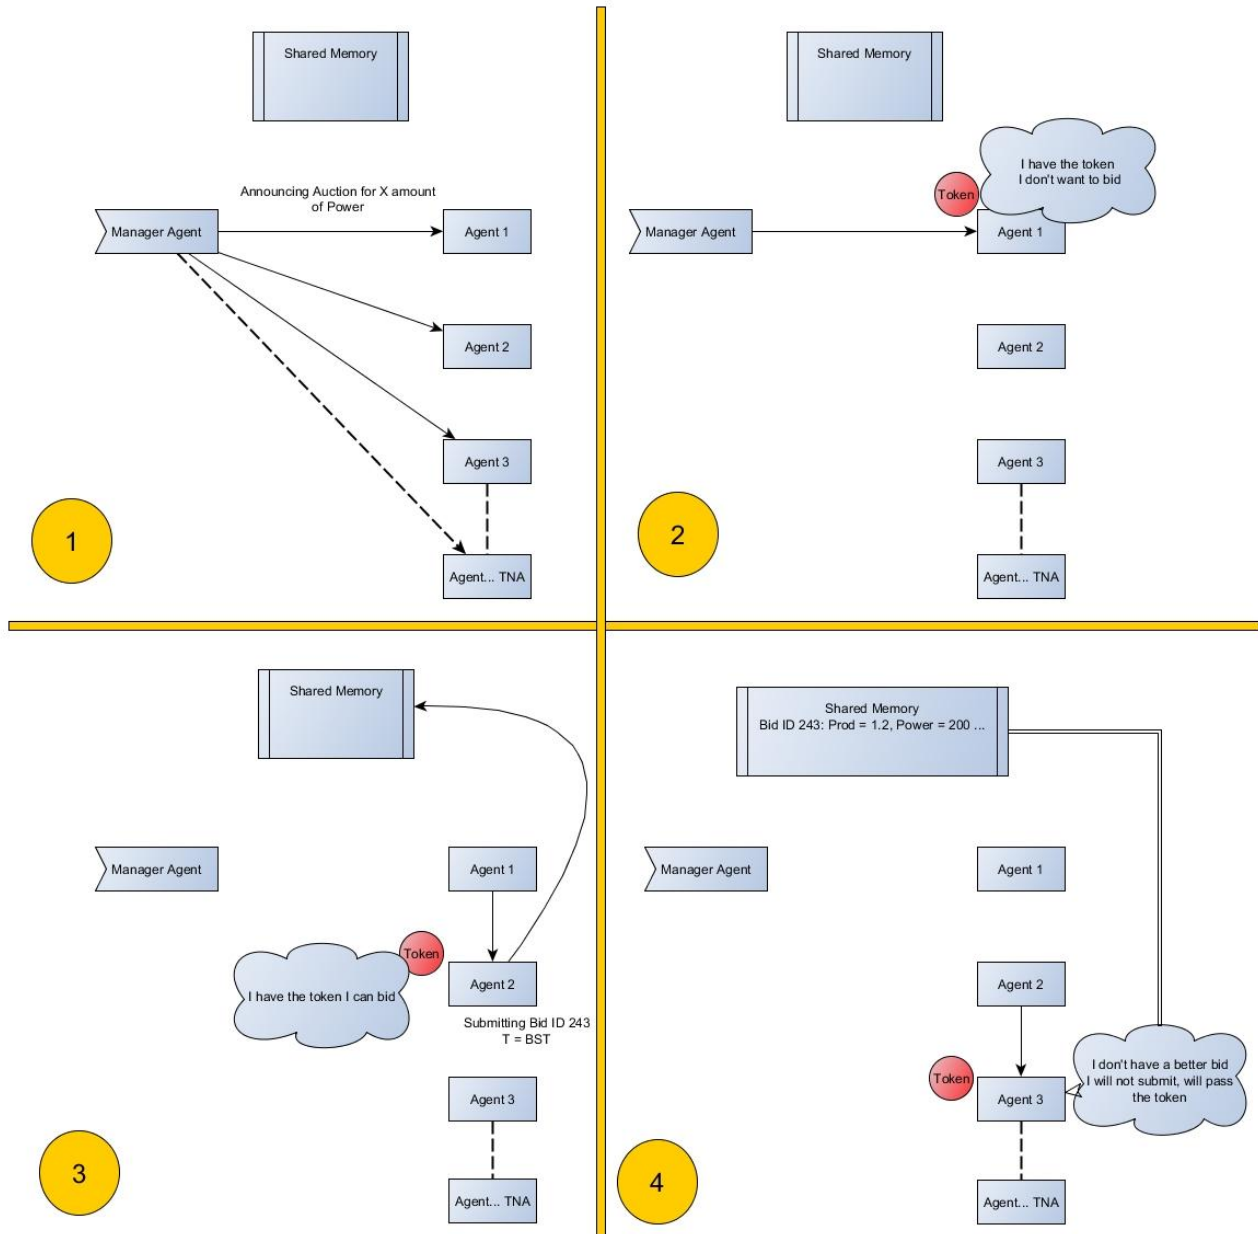 Shared Memory
Announcing Auction for X amount
of Power
Manager Agent
Agent 1
Agent 2
Agent 3
Agent... TNA
1
Shared Memory
I have the token
I don't want to bid
Token
Manager Agent
Agent 1
Agent 2
Agent 3
Agent... TNA
2
Shared Memory
Manager Agent
Agent 1
Token
I have the token I can bid
Agent 2
Submitting Bid ID 243
T = BST
Agent 3
Agent... TNA
3
Shared Memory
Bid ID 243: Prod = 1.2, Power = 200 ...
Manager Agent
Agent 1
Agent 2
Token
I don't have a better bid
I will not submit, will pass
the token
Agent 3
Agent... TNA
4